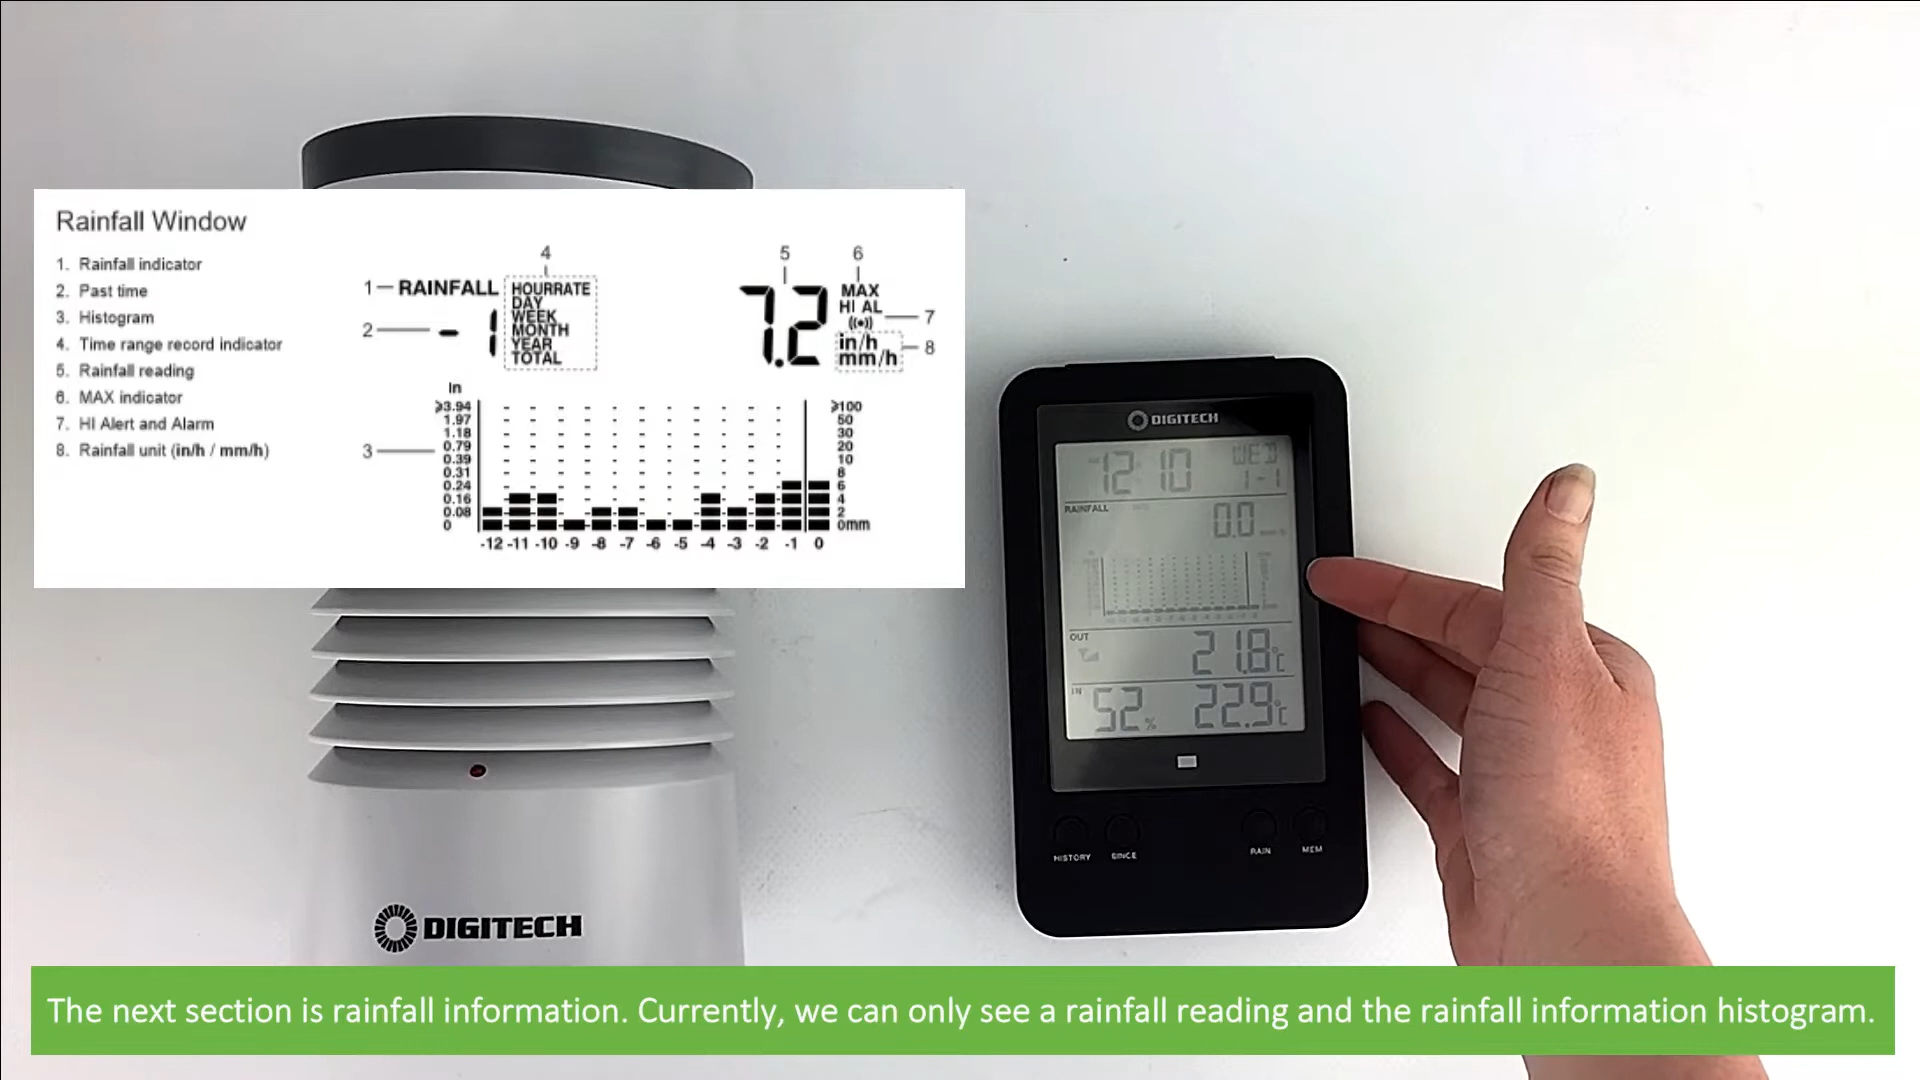 Rainfall Window
1. Rainfall indicator
2. Past time
3. Histogram
4. Time range record indicator
5. Rainfall reading
6. MAX indicator
7. HI Alert and Alarm
8. Rainfall unit (in/h / mm/h)
4
5
6
1 RAINFALL
HOURRATE
DAY
WEEK
MONTH
YEAR
TOTAL
2
-1
7.2
MAX
HI AL
7
in/h
mm/h
8
In
⩾3.94
1.97
1.18
0.79
0.39
0.31
0.24
0.16
0.08
0
3
⩾100
50
30
20
10
8
6
4
2
0mm
-12 -11 -10 -9 -8 -7 -6 -5 -4 -3 -2 -1 0
DIGITECH
12:10
WED
1-1
RAINFALL
0.0
OUT
21.8°C
IN
52%
22.9°C
HISTORY
SINCE
RAIN
MEM
DIGITECH
The next section is rainfall information. Currently, we can only see a rainfall reading and the rainfall information histogram.